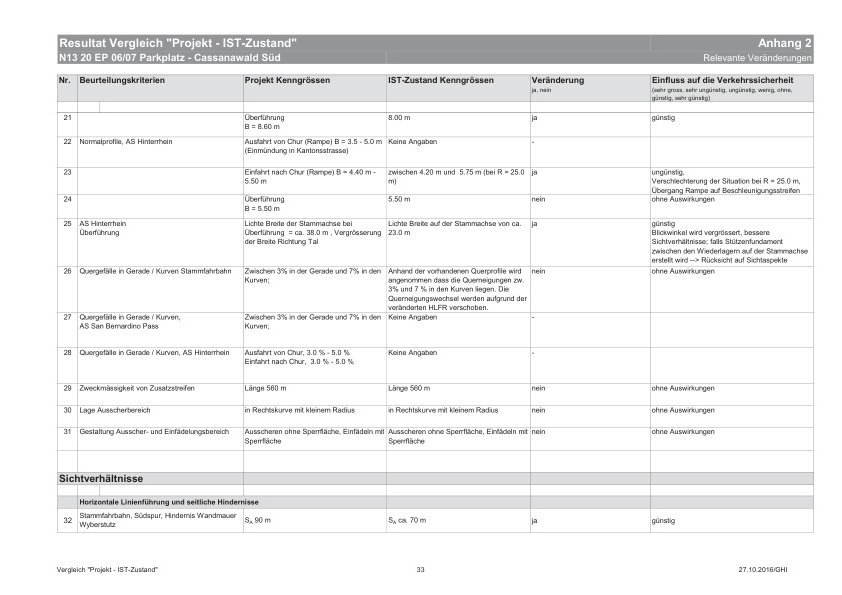 Resultat Vergleich "Projekt - IST-Zustand" Anhang 2
N13 20 EP 06/07 Parkplatz - Cassanawald Süd Relevante Veränderungen
Nr. Beurteilungskriterien Projekt Kenngrössen IST-Zustand Kenngrössen Veränderung Einfluss auf die Verkehrssicherheit
ja, nein (sehr gross, sehr ungünstig, ungünstig, wenig, ohne,
günstig, sehr günstig)
21 Überführung 8.00 m ja günstig
B = 8.60 m
22 Normalprofile, AS Hinterrhein Ausfahrt von Chur (Rampe) B = 3.5 - 5.0 m Keine Angaben -
(Einmündung in Kantonsstrasse)
23 Einfahrt nach Chur (Rampe) B = 4.40 m - zwischen 4.20 m und 5.75 m (bei R = 25.0 ja ungünstig,
5.50 m m) Verschlechterung der Situation bei R = 25.0 m,
Übergang Rampe auf Beschleunigungsstreifen
24 Überführung 5.50 m nein ohne Auswirkungen
B = 5.50 m
25 AS Hinterrhein Lichte Breite der Stammachse bei Lichte Breite auf der Stammachse von ca. ja günstig
Überführung Überführung = ca. 38.0 m , Vergrösserung 23.0 m Blickwinkel wird vergrössert, bessere
der Breite Richtung Tal Sichtverhältnisse; falls Stützenfundament
zwischen den Wiederlagern auf der Stammachse
erstellt wird --> Rücksicht auf Sichtaspekte
26 Quergefälle in Gerade / Kurven Stammfahrbahn Zwischen 3% in der Gerade und 7% in den Anhand der vorhandenen Querprofile wird nein ohne Auswirkungen
Kurven; angenommen dass die Querneigungen zw.
3% und 7 % in den Kurven liegen. Die
Querneigungswechsel werden aufgrund der
veränderten HLFR verschoben.
27 Quergefälle in Gerade / Kurven, Zwischen 3% in der Gerade und 7% in den Keine Angaben -
AS San Bernardino Pass Kurven;
28 Quergefälle in Gerade / Kurven, AS Hinterrhein Ausfahrt von Chur, 3.0 % - 5.0 % Keine Angaben -
Einfahrt nach Chur, 3.0 % - 5.0 %
29 Zweckmässigkeit von Zusatzstreifen Länge 560 m Länge 560 m nein ohne Auswirkungen
30 Lage Ausscherbereich in Rechtskurve mit kleinem Radius in Rechtskurve mit kleinem Radius nein ohne Auswirkungen
31 Gestaltung Ausscher- und Einfädelungsbereich Ausscheren ohne Sperrfläche, Einfädeln mit Ausscheren ohne Sperrfläche, Einfädeln mit nein ohne Auswirkungen
Sperrfläche Sperrfläche
Sichtverhältnisse
Horizontale Linienführung und seitliche Hindernisse
32 Stammfahrbahn, Südspur, Hindernis Wandmauer SA 90 m SA ca. 70 m ja günstig
Wyberstutz
Vergleich "Projekt - IST-Zustand" 33 27.10.2016/GHI